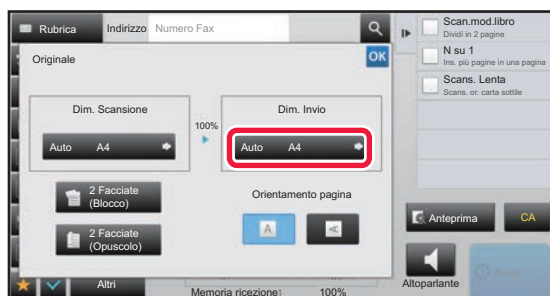 Rubrica
Indirizzo
Numero Fax
Scan.mod.libro
Dividi in 2 pagine
N su 1
Ins. più pagine in una pagina
Scans. Lenta
Scans. or. carta sottile
Originale
OK
Dim. Scansione
100%
Dim. Invio
Auto A4
Auto A4
2 Facciate
(Blocco)
2 Facciate
(Opuscolo)
Orientamento pagina
A
A
Anteprima
CA
Altoparlante
Avvio
Altri
Memoria ricezione:
100%